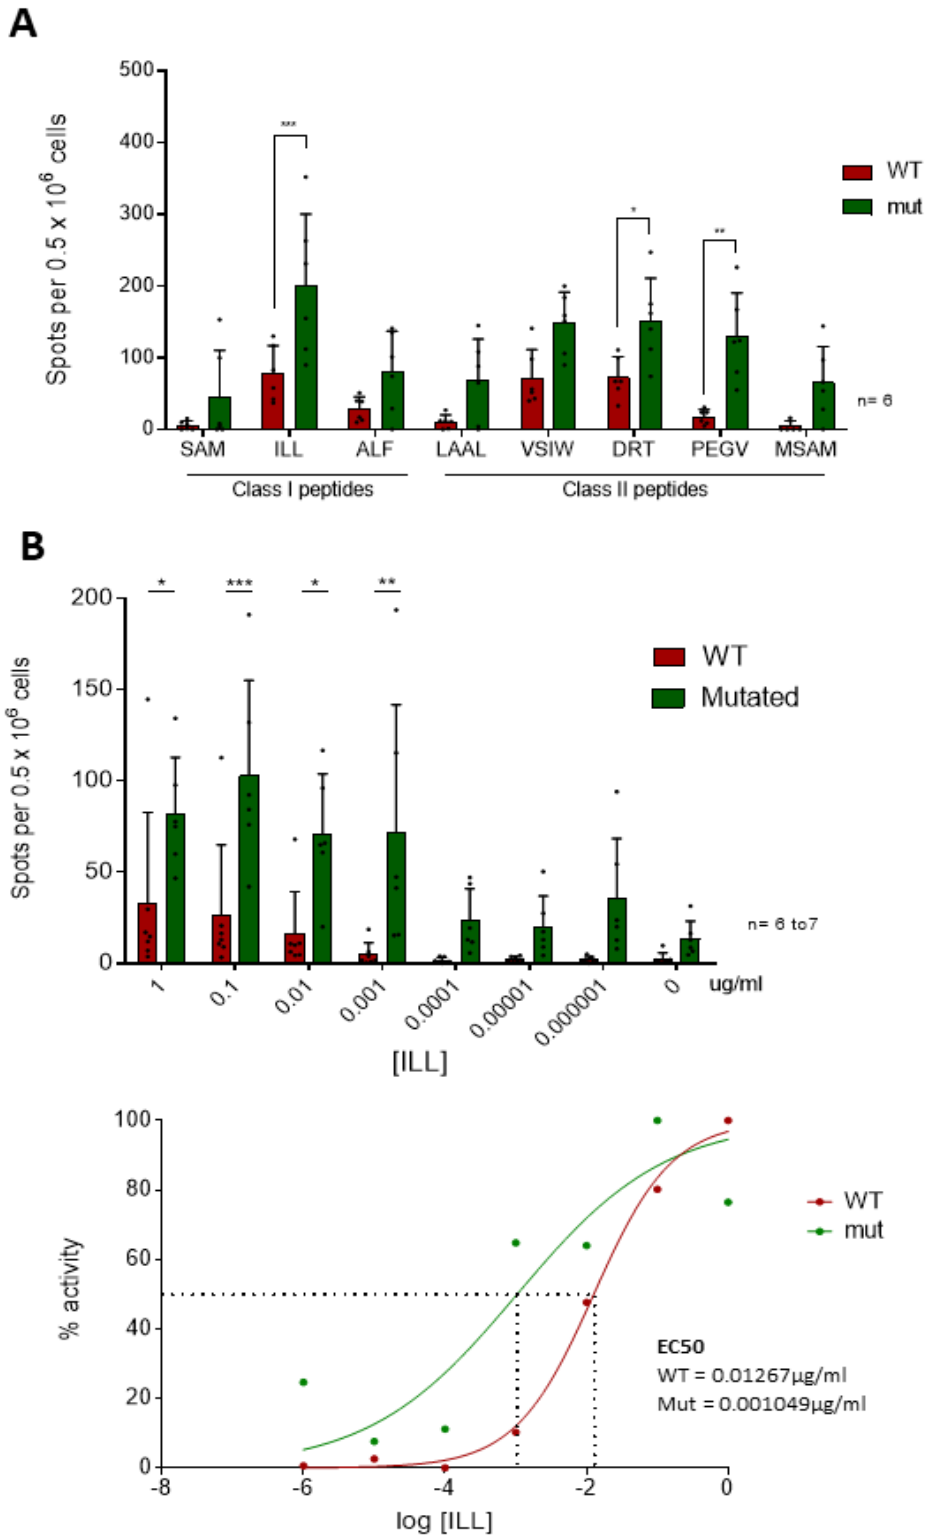 A
500
400
300
200
100
0
Spots per 0.5 x 10⁶ cells
***
*
**
WT
mut
n= 6
SAM ILL ALF LAAL VSIW DRT PEGV MSAM
Class I peptides Class II peptides
B
* *** * **
200
150
100
50
0
Spots per 0.5 x 10⁶ cells
WT
Mutated
n= 6 to7
1 0.1 0.01 0.001 0.0001 0.00001 0.000001 0 ug/ml
[ILL]
100
80
60
40
20
0
% activity
WT
mut
EC50
WT = 0.01267µg/ml
Mut = 0.001049µg/ml
-8 -6 -4 -2 0
log [ILL]